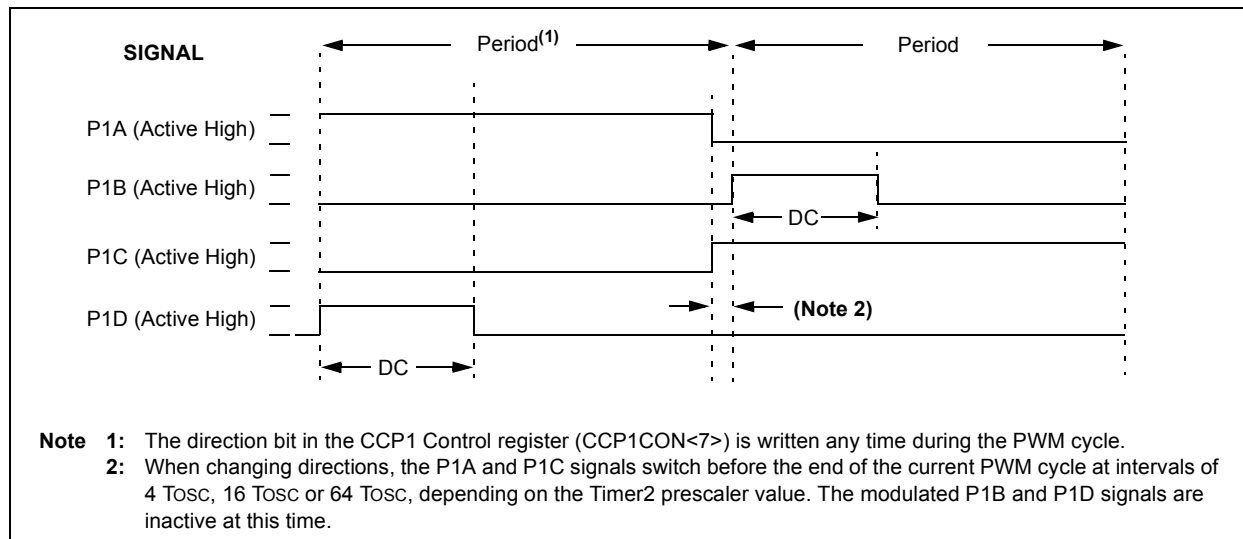 SIGNAL
Period(1)
Period
P1A (Active High)
P1B (Active High)
DC
P1C (Active High)
(Note 2)
P1D (Active High)
DC
Note 1: The direction bit in the CCP1 Control register (CCP1CON<7>) is written any time during the PWM cycle.
2: When changing directions, the P1A and P1C signals switch before the end of the current PWM cycle at intervals of
4 TOSC, 16 TOSC or 64 TOSC, depending on the Timer2 prescaler value. The modulated P1B and P1D signals are
inactive at this time.